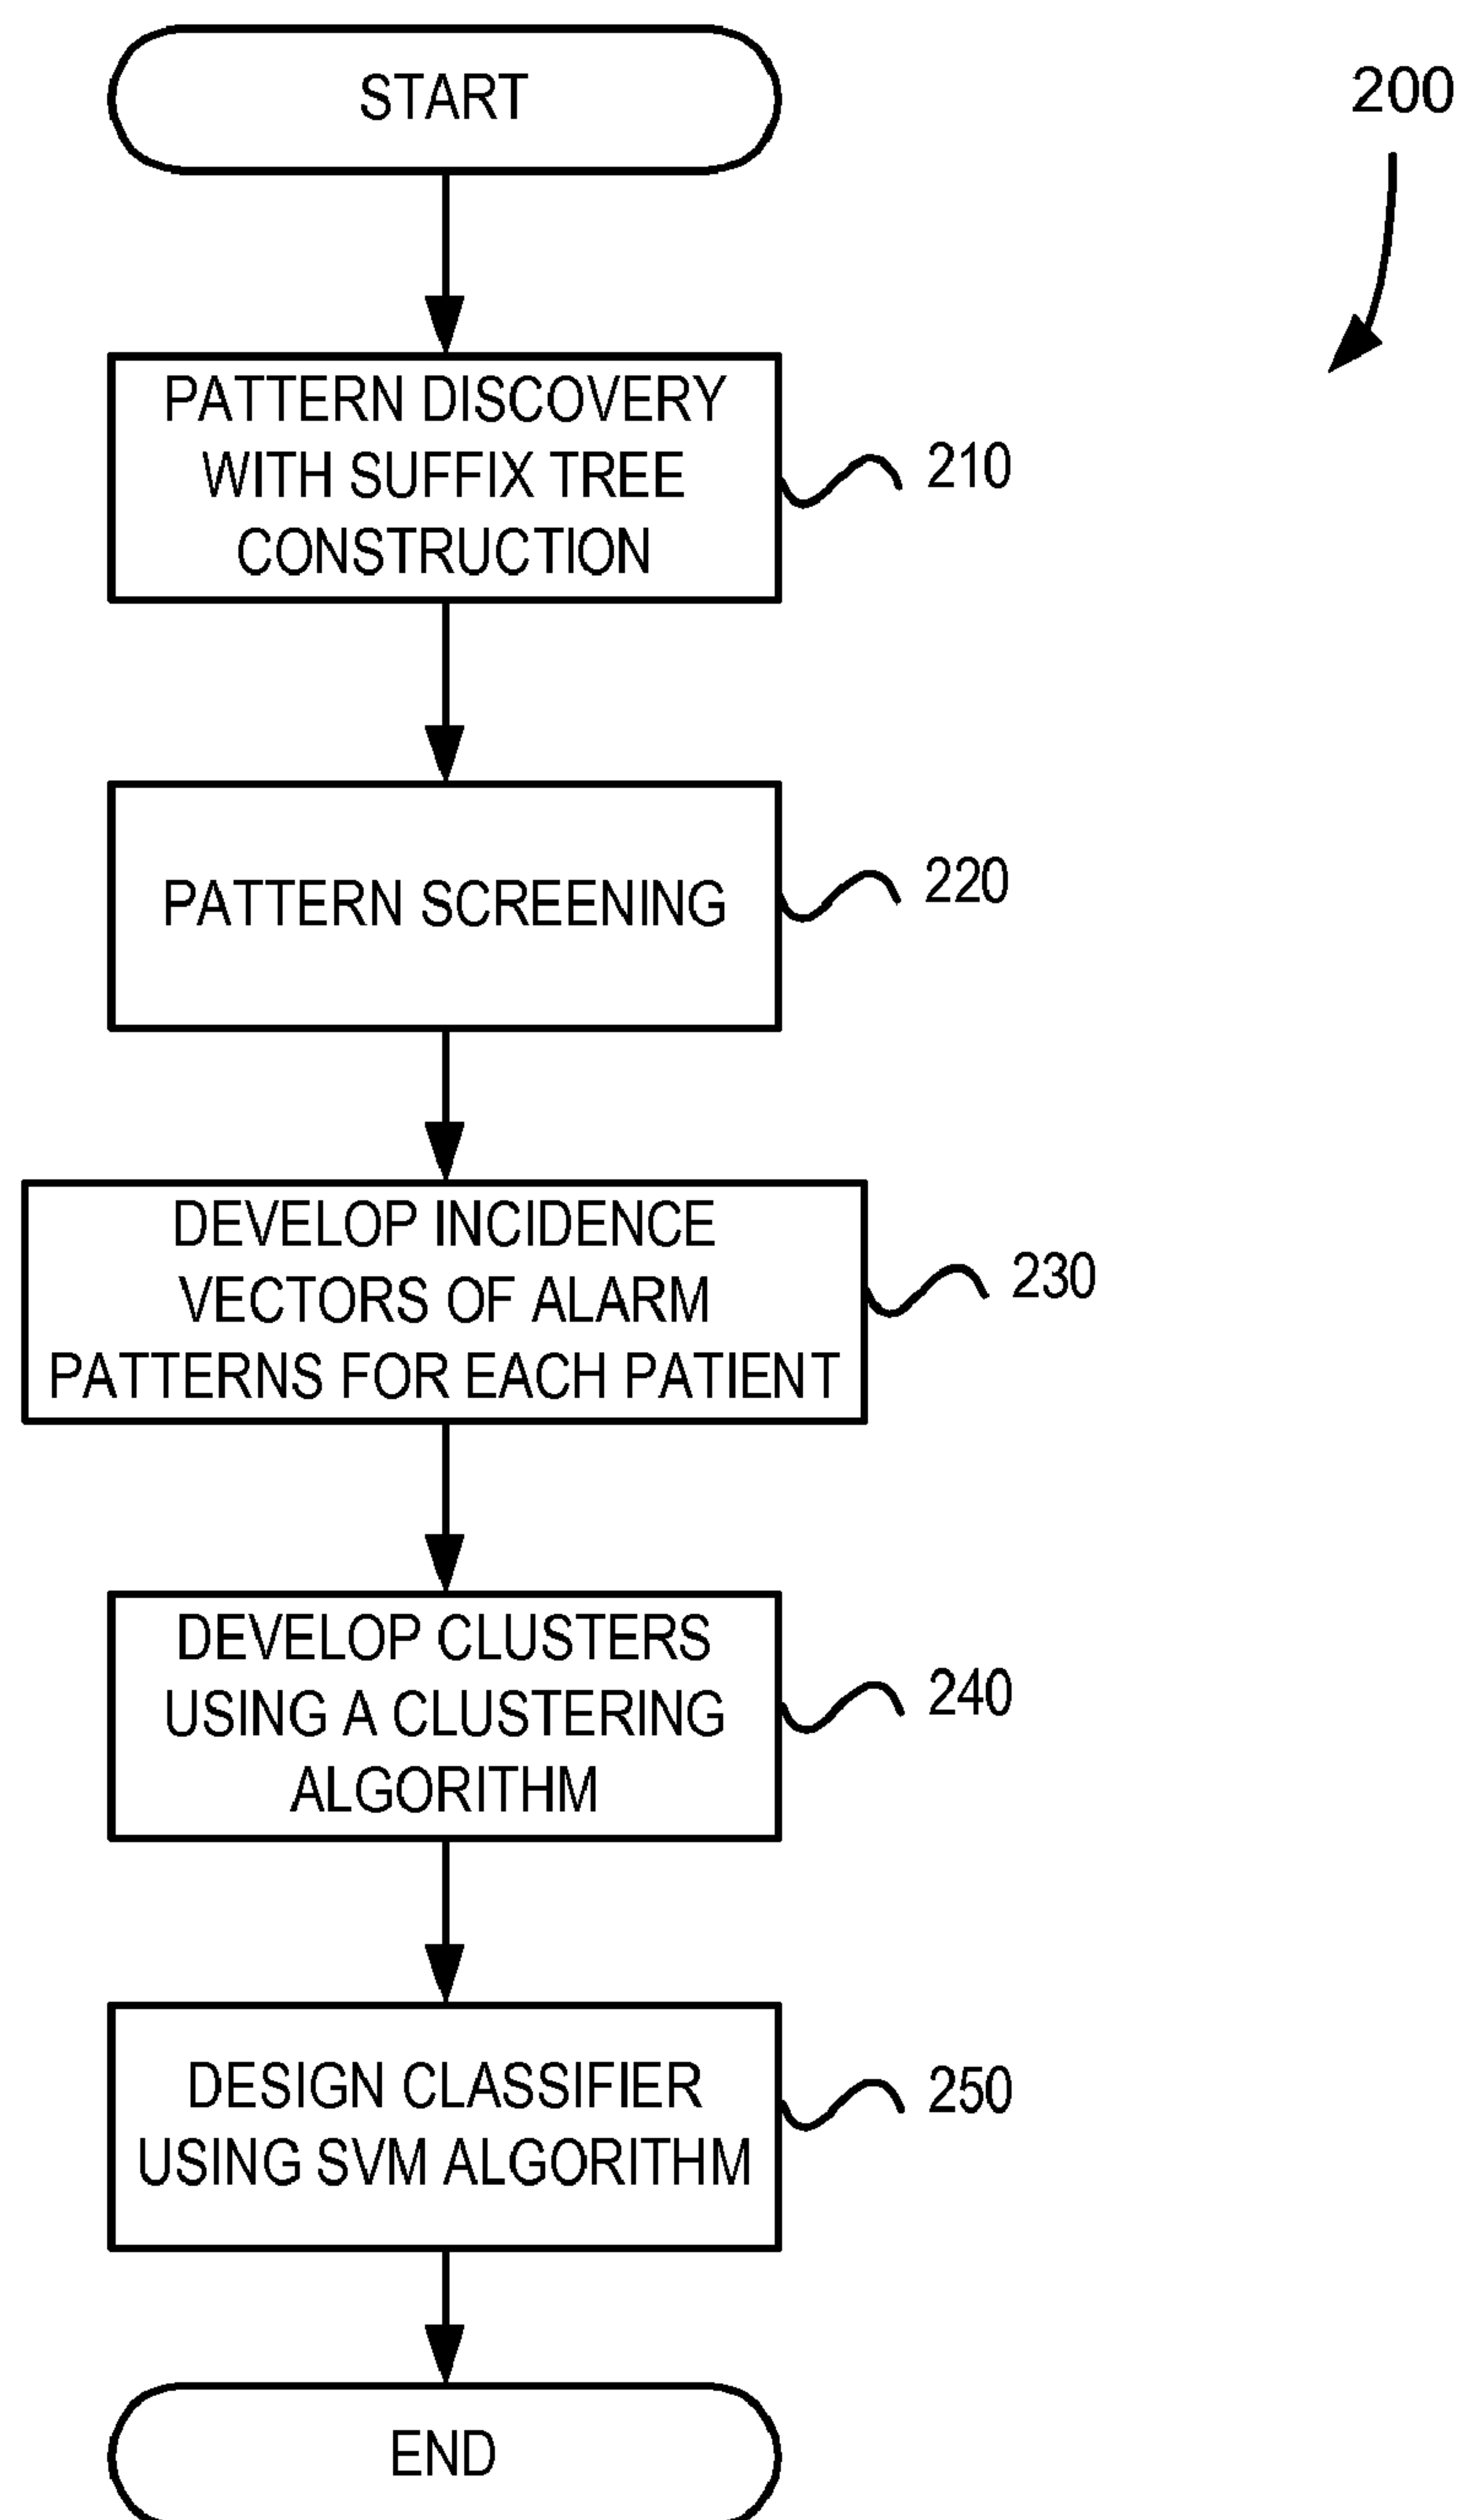 START
200
PATTERN DISCOVERY
WITH SUFFIX TREE
CONSTRUCTION
210
PATTERN SCREENING
220
DEVELOP INCIDENCE
VECTORS OF ALARM
PATTERNS FOR EACH PATIENT
230
DEVELOP CLUSTERS
USING A CLUSTERING
ALGORITHM
240
DESIGN CLASSIFIER
USING SVM ALGORITHM
250
END